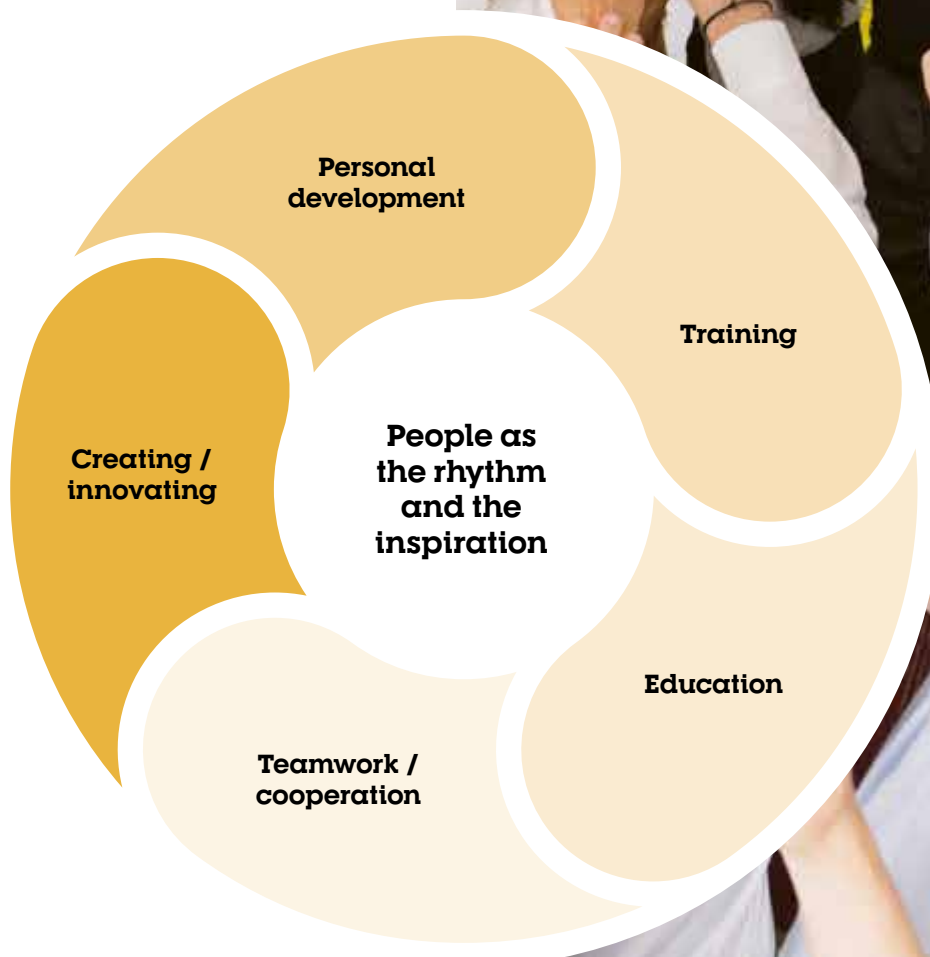 Personal
development
Training
Creating /
innovating
People as
the rhythm
and the
inspiration
Education
Teamwork /
cooperation